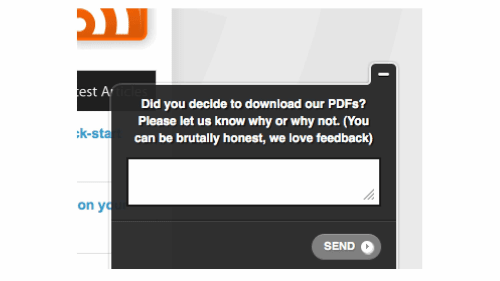 test Articles
Did you decide to download our PDFs?
Please let us know why or why not. (You
can be brutally honest, we love feedback)
ck-start
on you
SEND